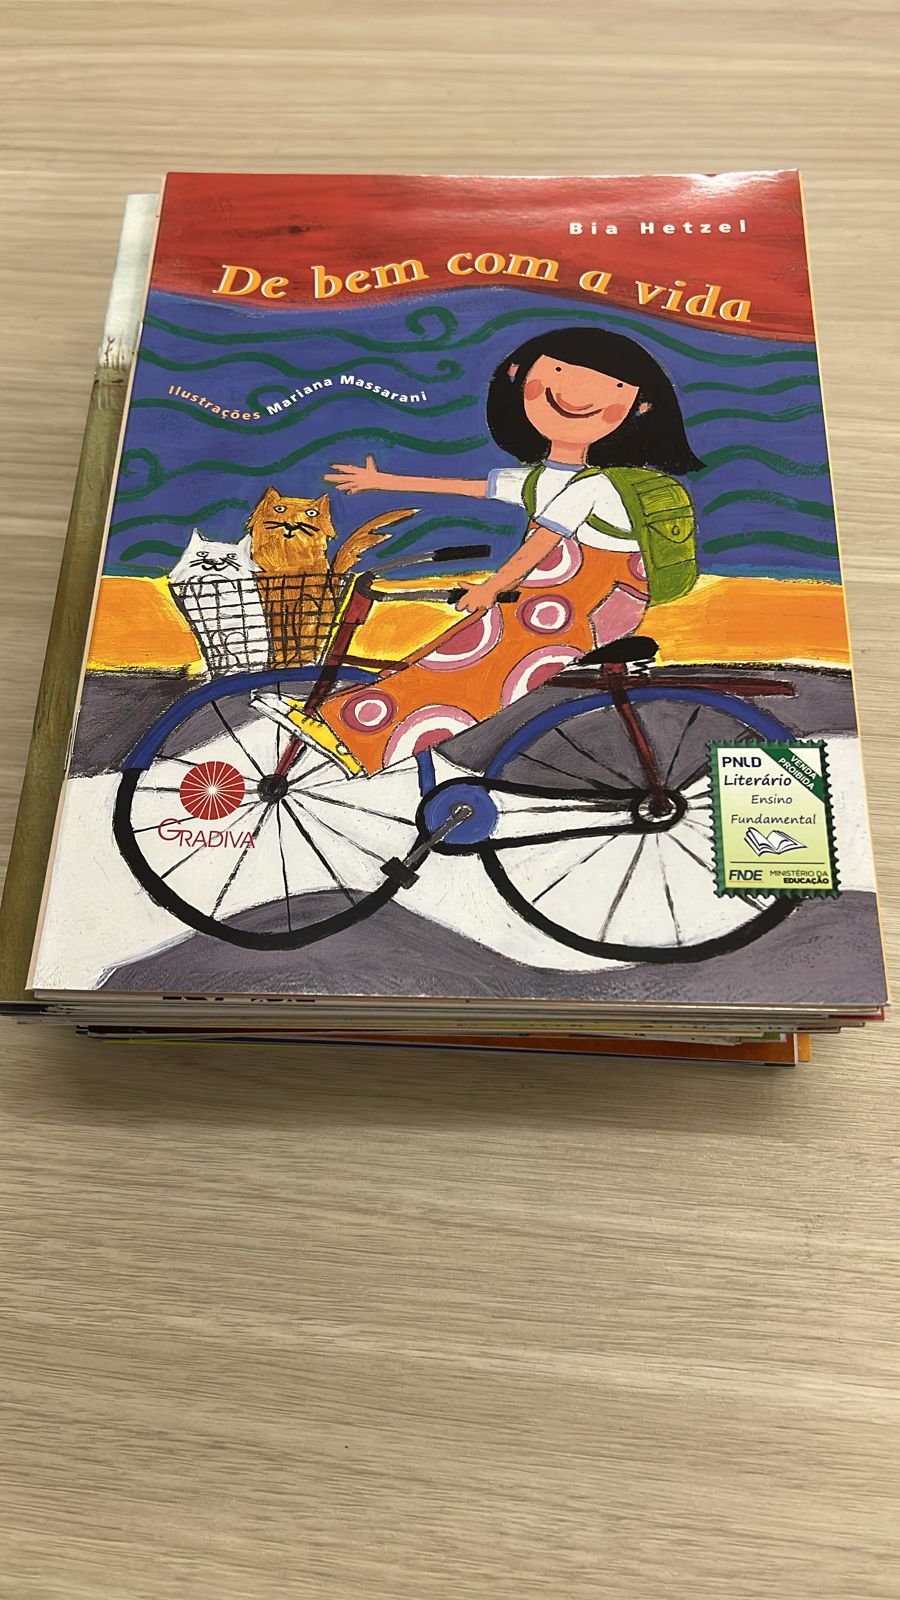 Bia Hetzel
De bem com a vida
Ilustrações Mariana Massarani
GRADIVA
PNLD
Literário
VENDA
PROIBIDA
Ensino
Fundamental
FNDE
MINISTÉRIO DA
EDUCAÇÃO